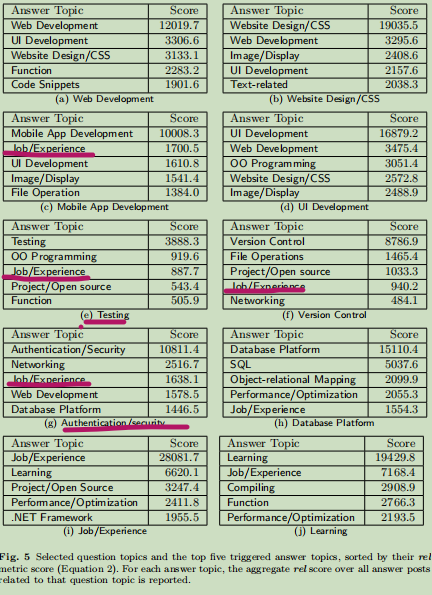 Answer Topic Score
Web Development 12019.7
UI Development 3306.6
Website Design/CSS 3133.1
Function 2283.2
Code Snippets 1901.6
(a) Web Development
Answer Topic Score
Website Design/CSS 19035.5
Web Development 3295.6
Image/Display 2408.6
UI Development 2157.6
Text-related 2038.3
(b) Website Design/CSS
Answer Topic Score
Mobile App Development 10008.3
Job/Experience 1700.5
UI Development 1610.8
Image/Display 1541.4
File Operation 1384.0
(c) Mobile App Development
Answer Topic Score
UI Development 16879.2
Web Development 3475.4
OO Programming 3051.4
Website Design/CSS 2572.8
Image/Display 2488.9
(d) UI Development
Answer Topic Score
Testing 3888.3
OO Programming 919.6
Job/Experience 887.7
Project/Open source 543.4
Function 505.9
(e) Testing
Answer Topic Score
Version Control 8786.9
File Operations 1465.4
Project/Open source 1033.3
Job/Experience 940.2
Networking 484.1
(f) Version Control
Answer Topic Score
Authentication/Security 10811.4
Networking 2516.7
Job/Experience 1638.1
Web Development 1578.5
Database Platform 1446.5
(g) Authentication/security
Answer Topic Score
Database Platform 15110.4
SQL 5037.6
Object-relational Mapping 2099.9
Performance/Optimization 2055.3
Job/Experience 1554.3
(h) Database Platform
Answer Topic Score
Job/Experience 28081.7
Learning 6620.1
Project/Open Source 3247.4
Performance/Optimization 2411.8
.NET Framework 1955.5
(i) Job/Experience
Answer Topic Score
Learning 19429.8
Job/Experience 7168.4
Compiling 2908.9
Function 2766.3
Performance/Optimization 2193.5
(j) Learning
Fig. 5 Selected question topics and the top five triggered answer topics, sorted by their rel
metric score (Equation 2). For each answer topic, the aggregate rel score over all answer posts
related to that question topic is reported.